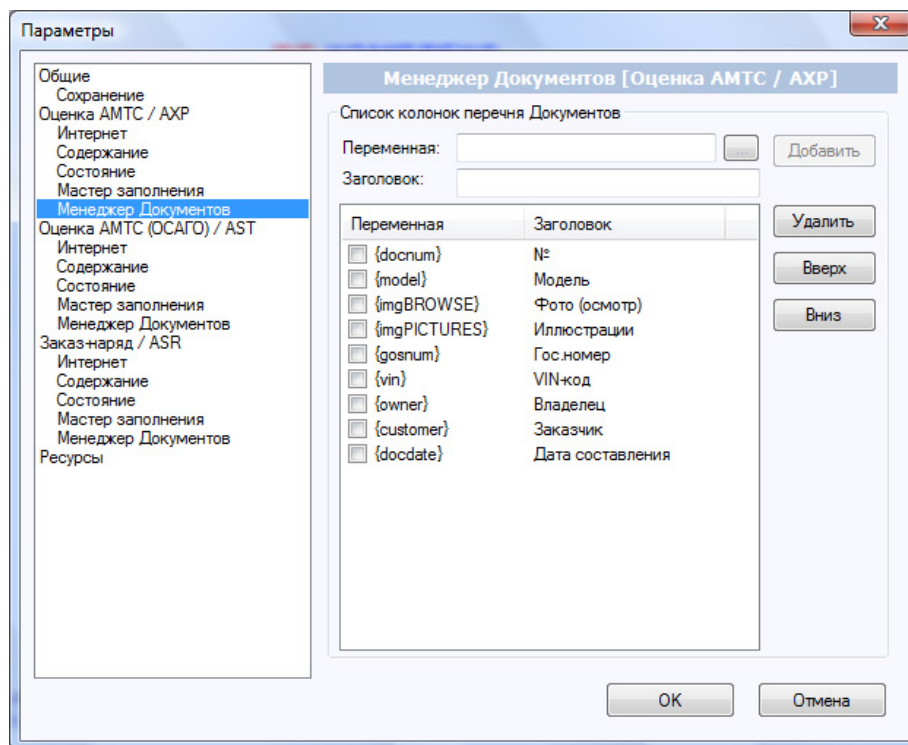 Параметры
Общие
Сохранение
Оценка АМТС / AXP
Интернет
Содержание
Состояние
Мастер заполнения
Менеджер Документов
Оценка АМТС (ОСАГО) / AST
Интернет
Содержание
Состояние
Мастер заполнения
Менеджер Документов
Заказ-наряд / ASR
Интернет
Содержание
Состояние
Мастер заполнения
Менеджер Документов
Ресурсы
Менеджер Документов [Оценка АМТС / AXP]
Список колонок перечня Документов
Переменная: ... Добавить
Заголовок:
Переменная Заголовок Удалить
{docnum} №
{model} Модель Вверх
{imgBROWSE} Фото (осмотр)
{imgPICTURES} Иллюстрации Вниз
{gosnum} Гос.номер
{vin} VIN-код
{owner} Владелец
{customer} Заказчик
{docdate} Дата составления
OK Отмена